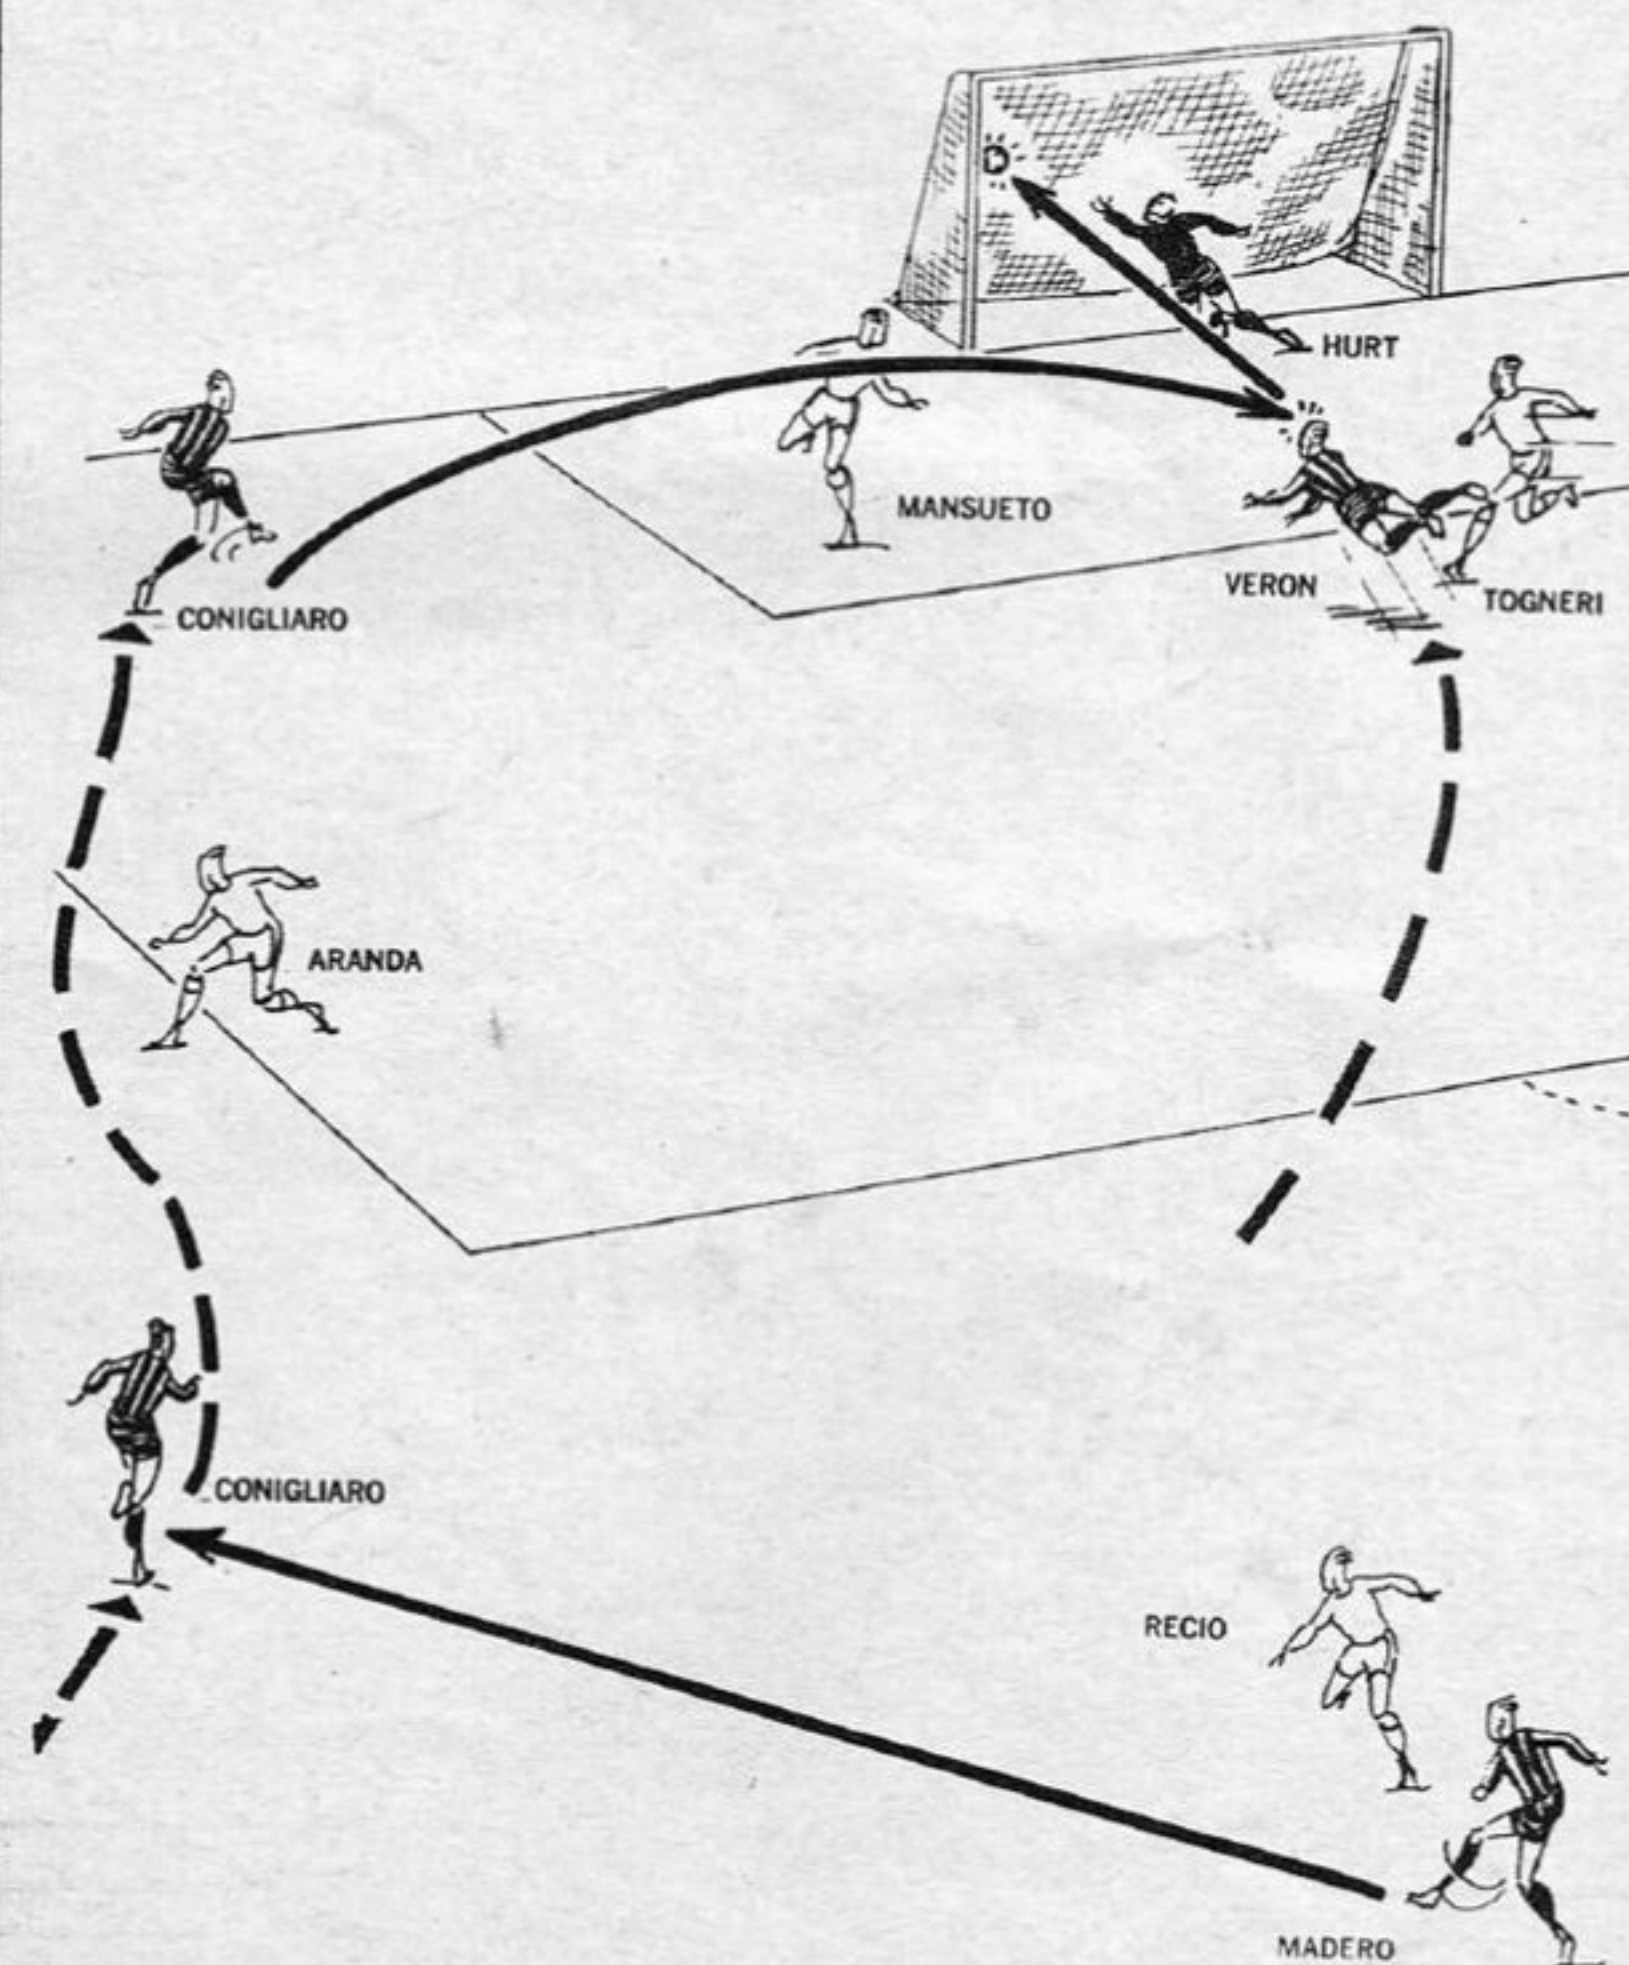 HURT
MANSUETO
VERON
TOGNERI
CONIGLIARO
ARANDA
CONIGLIARO
RECIO
MADERO